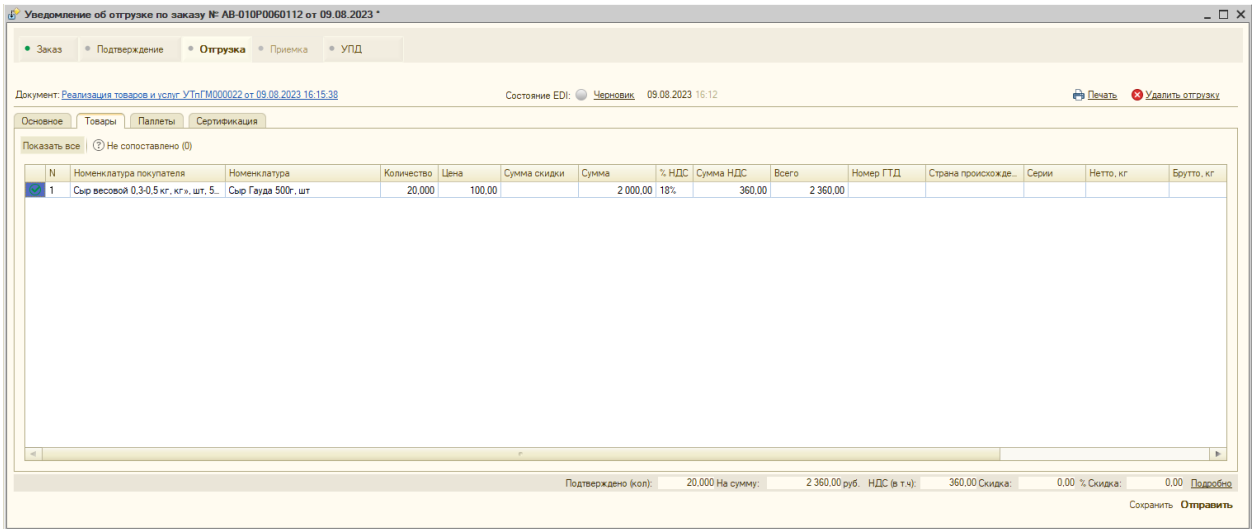 Уведомление об отгрузке по заказу № АВ-010Р0060112 от 09.08.2023 *
Заказ Подтверждение Отгрузка Приемка УПД
Документ: Реализация товаров и услуг УТпГМ000022 от 09.08.2023 16:15:38 Состояние EDI: Черновик 09.08.2023 16:12 Печать Удалить отгрузку
Основное Товары Паллеты Сертификация
Показать все ? Не сопоставлено (0)
N Номенклатура покупателя Номенклатура Количество Цена Сумма скидки Сумма % НДС Сумма НДС Всего Номер ГТД Страна происхожде... Серии Нетто, кг Брутто, кг
1 Сыр весовой 0,3-0,5 кг, кг», шт, 5... Сыр Гауда 500г, шт 20,000 100,00 2 000,00 18% 360,00 2 360,00
Подтверждено (кол): 20,000 На сумму: 2 360,00 руб. НДС (в т.ч): 360,00 Скидка: 0,00 % Скидка: 0,00 Подробно
Сохранить Отправить